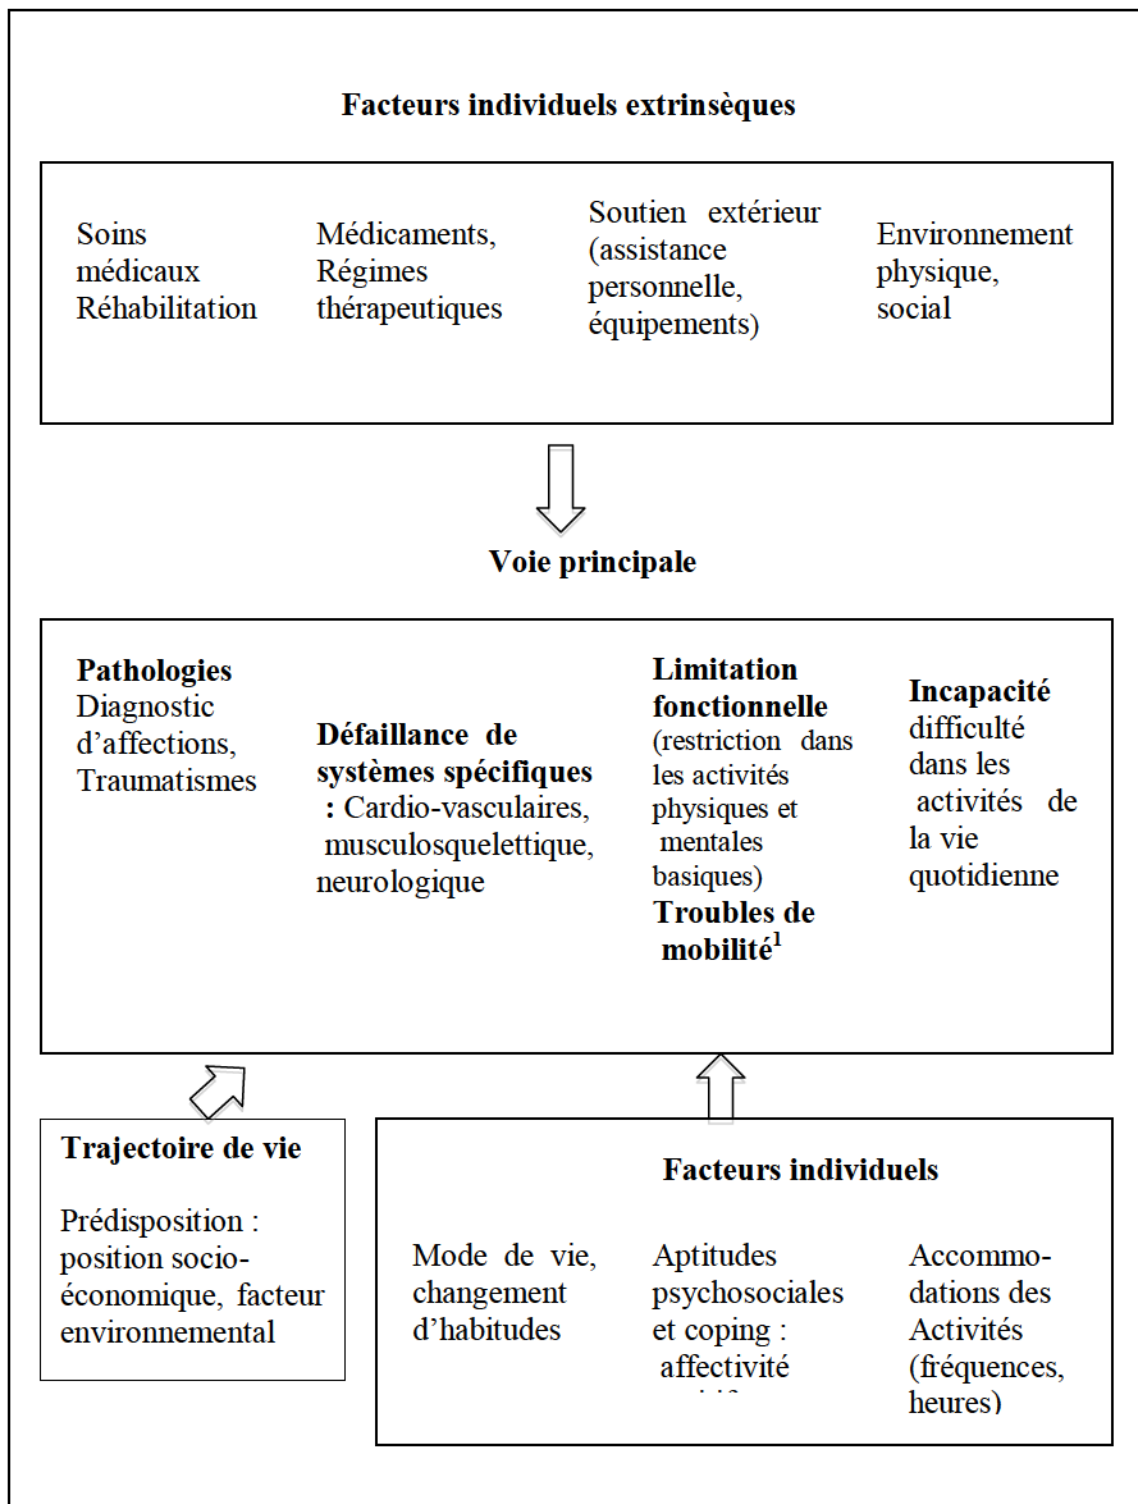 Facteurs individuels extrinsèques
Soins
médicaux
Réhabilitation
Médicaments,
Régimes
thérapeutiques
Soutien extérieur
(assistance
personnelle,
équipements)
Environnement
physique,
social
Voie principale
Pathologies
Diagnostic
d’affections,
Traumatismes
Défaillance de
systèmes spécifiques
: Cardio-vasculaires,
musculosquelettique,
neurologique
Limitation
fonctionnelle
(restriction dans
les activités
physiques et
mentales
basiques)
Troubles de
mobilité1
Incapacité
difficulté
dans les
activités de
la vie
quotidienne
Trajectoire de vie
Prédisposition :
position socio-
économique, facteur
environnemental
Facteurs individuels
Mode de vie,
changement
d’habitudes
Aptitudes
psychosociales
et coping :
affectivité
Accommo-
dations des
Activités
(fréquences,
heures)